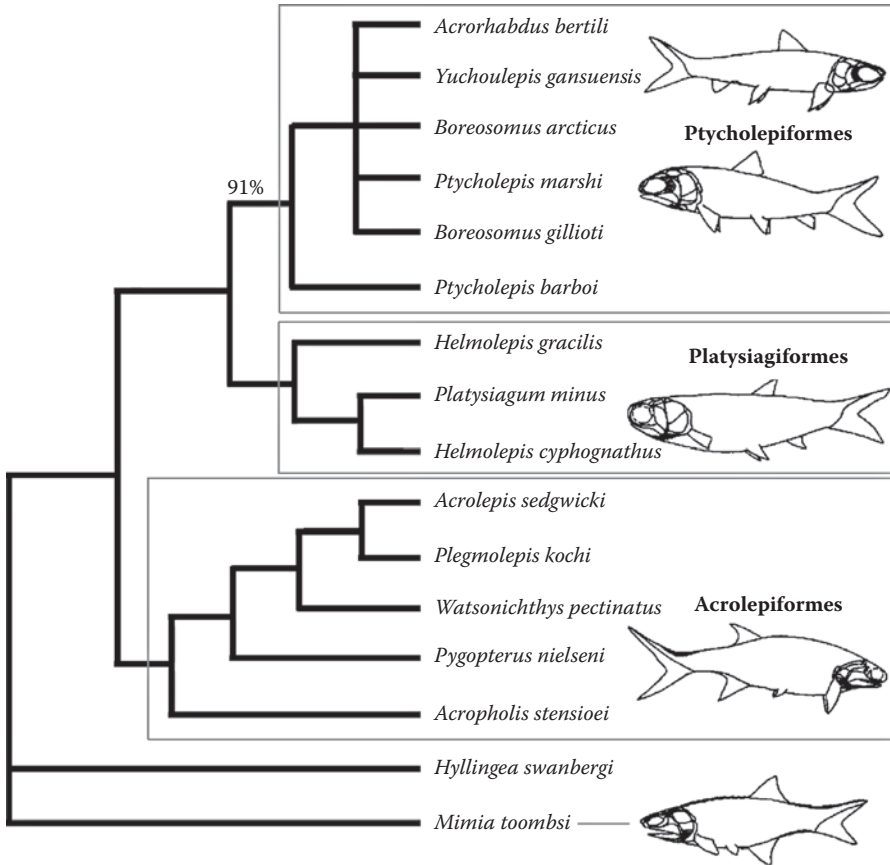 Acrorhabdus bertili
Yuchoulepis gansuensis
Boreosomus arcticus
Ptycholepiformes
91%
Ptycholepis marshi
Boreosomus gillioti
Ptycholepis barboi
Helmolepis gracilis
Platysiagiformes
Platysiagum minus
Helmolepis cyphognathus
Acrolepis sedgwicki
Plegmolepis kochi
Watsonichthys pectinatus
Acrolepiformes
Pygopterus nielseni
Acropholis stensioei
Hyllingea swanbergi
Mimia toombsi